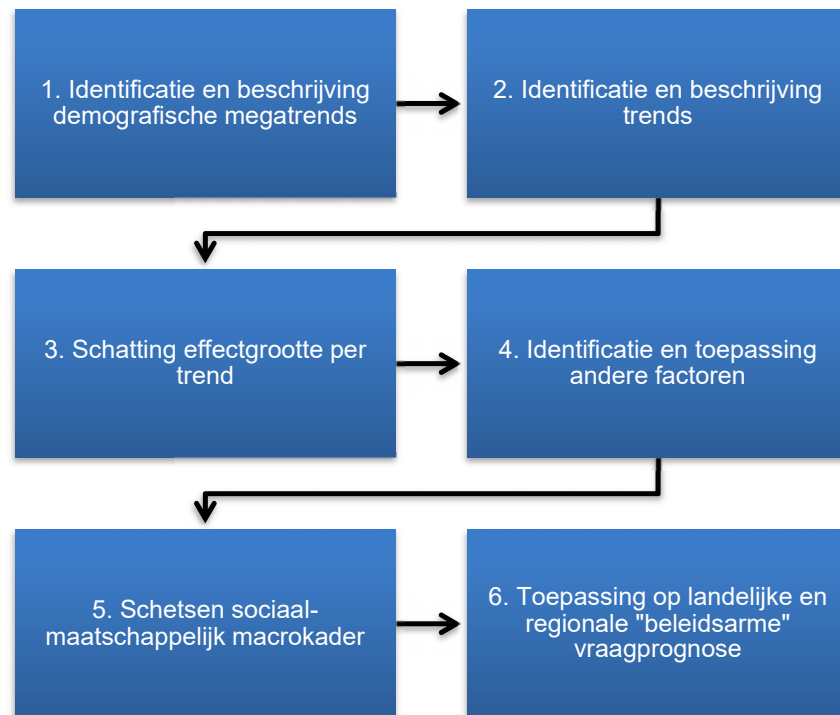 1. Identificatie en beschrijving
demografische megatrends
2. Identificatie en beschrijving
trends
3. Schatting effectgrootte per
trend
4. Identificatie en toepassing
andere factoren
5. Schetsen sociaal-
maatschappelijk macrokader
6. Toepassing op landelijke en
regionale "beleidsarme"
vraagprognose